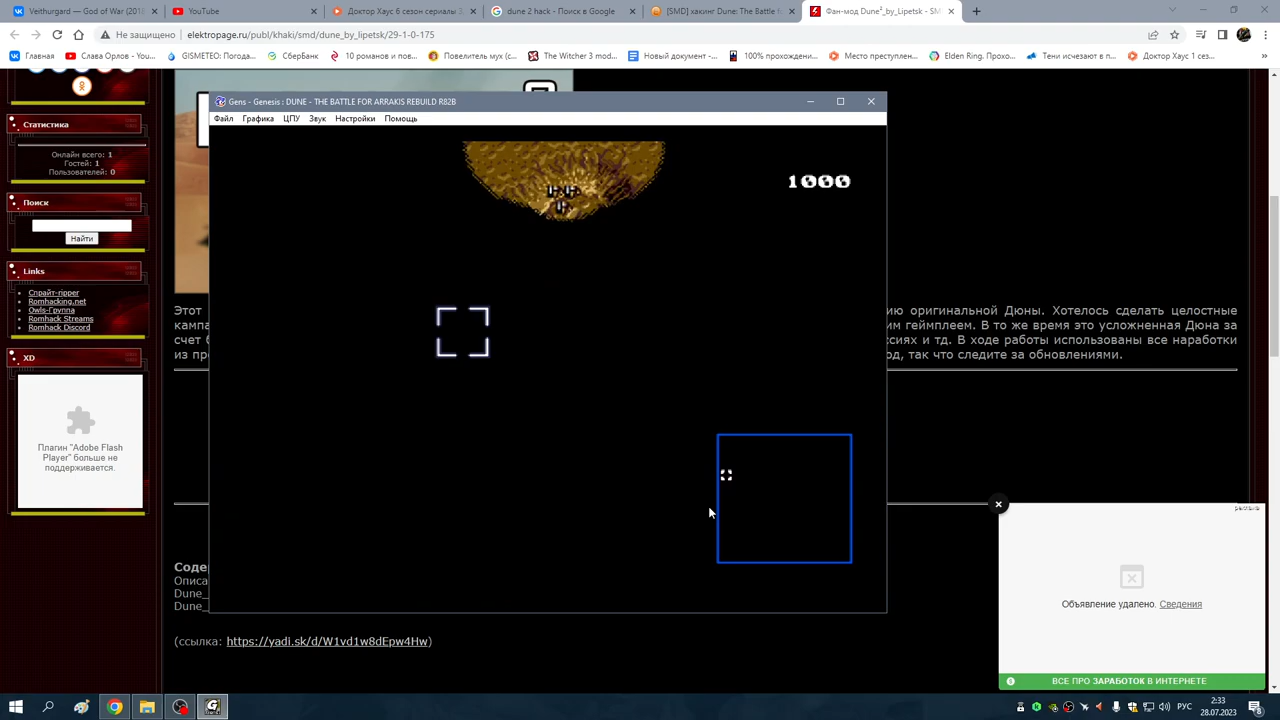 Veithurgard — God of War (2018
YouTube
Доктор Хаус 6 сезон сериалы З
dune 2 hack - Поиск в Google
[SMD] хакинг Dune: The Battle f
Фан-мод Dune²_by_Lipetsk - SM
Не защищено
elektropage.ru/publ/khaki/smd/dune_by_lipetsk/29-1-0-175
Главная
Слава Орлов - You...
GISMETEO: Погода...
СберБанк
10 романов и пов...
Повелитель мух (с...
The Witcher 3 mod...
Новый документ -...
100% прохождени...
Место преступлен...
Elden Ring. Прохо...
Тени исчезают в п...
Доктор Хаус 1 сез...
Статистика
Онлайн всего: 1
Гостей: 1
Пользователей: 0
Поиск
Найти
Links
Спрайт-ripper
Romhacking.net
Owls-Группа
Romhack Streams
Romhack Discord
XD
Плагин "Adobe Flash
Player" больше не
поддерживается.
Gens - Genesis : DUNE - THE BATTLE FOR ARRAKIS REBUILD R82B
Файл
Графика
ЦПУ
Звук
Настройки
Помощь
1000
Этот
ию оригинальной Дюны. Хотелось сделать целостные
кампа
им геймплеем. В то же время это усложненная Дюна за
счет б
ссиях и тд. В ходе работы использованы все наработки
из пр
од, так что следите за обновлениями.
Соде
Описа
Dune_
Dune_
(ссылка: https://yadi.sk/d/W1vd1w8dEpw4Hw)
Объявление удалено. Сведения
ВСЕ ПРО ЗАРАБОТОК В ИНТЕРНЕТЕ
РУС
2:33
28.07.2023